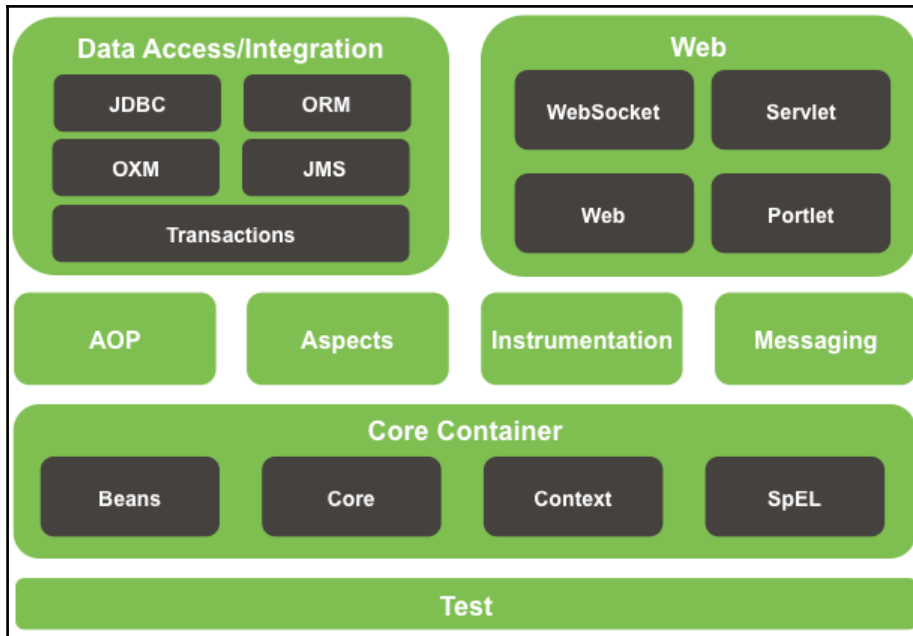 Data Access/Integration
JDBC
ORM
OXM
JMS
Transactions
Web
WebSocket
Servlet
Web
Portlet
AOP
Aspects
Instrumentation
Messaging
Core Container
Beans
Core
Context
SpEL
Test